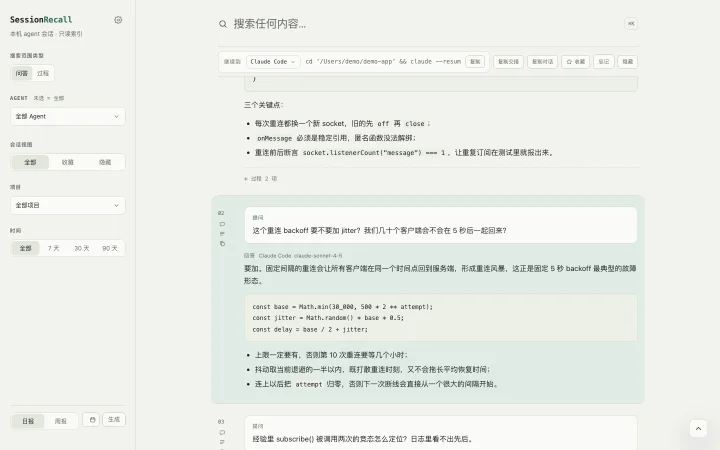 SessionRecall
本机 agent 会话 · 只读索引
搜索范围类型
问答 过程
AGENT 未选 = 全部
全部 Agent
会话视图
全部 收藏 隐藏
项目
全部项目
时间
全部 7 天 30 天 90 天
日报 周报 生成
搜索任何内容...
⌘K
继续到 Claude Code cd '/Users/demo/demo-app' && claude --resum 复制 复制交接 复制对话 收藏 忘记 隐藏
}
三个关键点：
每次重连都换一个新 socket，旧的先 off 再 close；
onMessage 必须是稳定引用，匿名函数没法解绑；
重连前后断言 socket.listenerCount("message") === 1，让重复订阅在测试里就报出来。
+ 过程 2 项
02
提问
这个重连 backoff 要不要加 jitter？我们几十个客户端会不会在 5 秒后一起回来？
回答 Claude Code claude-sonnet-4-5
要加。固定间隔的重连会让所有客户端在同一个时间点回到服务端，形成重连风暴，这正是固定 5 秒 backoff 最典型的故障
形态。
const base = Math.min(30_000, 500 * 2 ** attempt);
const jitter = Math.random() * base * 0.5;
const delay = base / 2 + jitter;
上限一定要有，否则第 10 次重连要等几个小时；
抖动取当前退避的一半以内，既打散重连时刻，又不会拖长平均恢复时间；
连上以后把 attempt 归零，否则下一次断线会直接从一个很大的间隔开始。
03
提问
经验里 subscribe() 被调用两次的竞态怎么定位？日志里看不出先后。